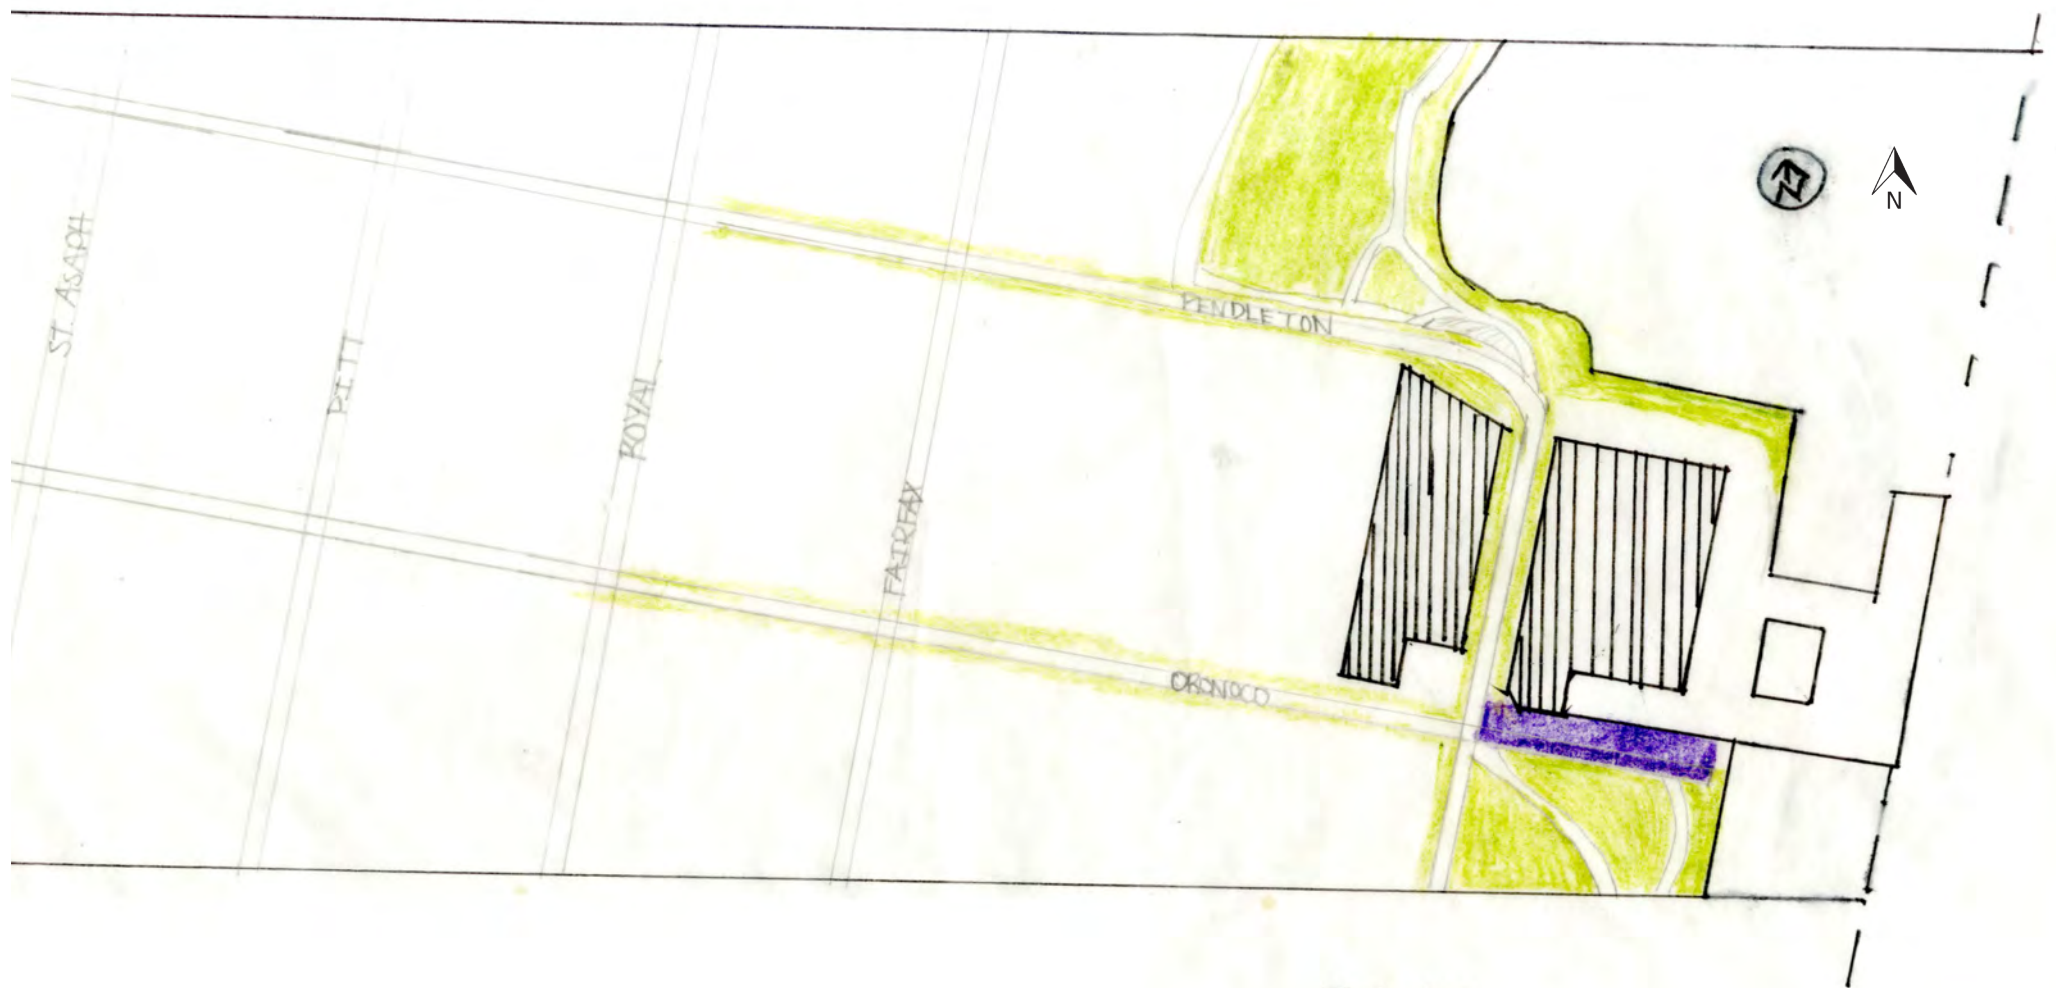 N
N
PENDLETON
ST. ASAPH
PITT
ROYAL
FAIRFAX
ORONOCO